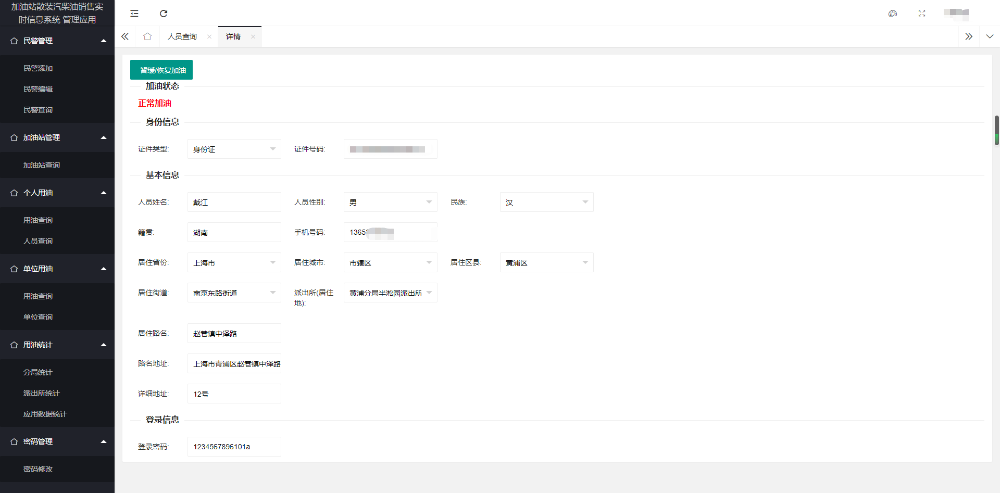 加油站散装汽柴油销售实
时信息系统 管理应用
民警管理
民警添加
民警编辑
民警查询
加油站管理
加油站查询
个人用油
用油查询
人员查询
单位用油
用油查询
单位查询
用油统计
分局统计
派出所统计
应用数据统计
密码管理
密码修改
人员查询 详情
暂缓/恢复加油
加油状态
正常加油
身份信息
证件类型: 身份证 证件号码:
基本信息
人员姓名: 戴江 人员性别: 男 民族: 汉
籍贯: 湖南 手机号码: 1365
居住省份: 上海市 居住城市: 市辖区 居住区县: 黄浦区
居住街道: 南京东路街道 派出所(居住
地): 黄浦分局半淞园派出所
居住路名: 赵巷镇中泽路
路名地址: 上海市青浦区赵巷镇中泽路
详细地址: 12号
登录信息
登录密码: 1234567896101a